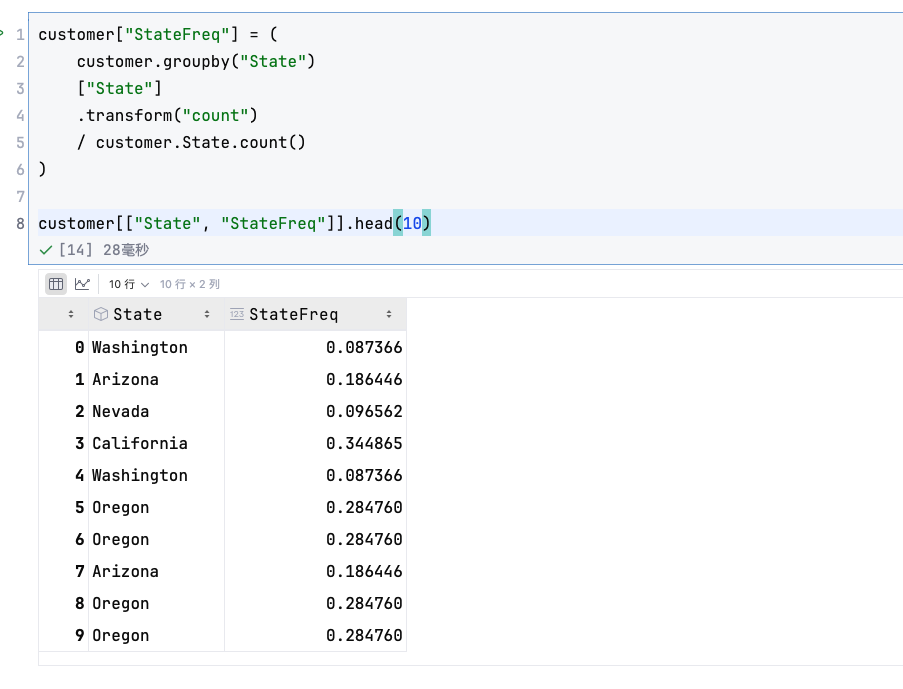 1 customer["StateFreq"] = (
2     customer.groupby("State")
3     ["State"]
4     .transform("count")
5     / customer.State.count()
6 )
7
8 customer[["State", "StateFreq"]].head(10)
[14] 28毫秒
10 行 10 行 × 2 列
State 123 StateFreq
0 Washington 0.087366
1 Arizona 0.186446
2 Nevada 0.096562
3 California 0.344865
4 Washington 0.087366
5 Oregon 0.284760
6 Oregon 0.284760
7 Arizona 0.186446
8 Oregon 0.284760
9 Oregon 0.284760